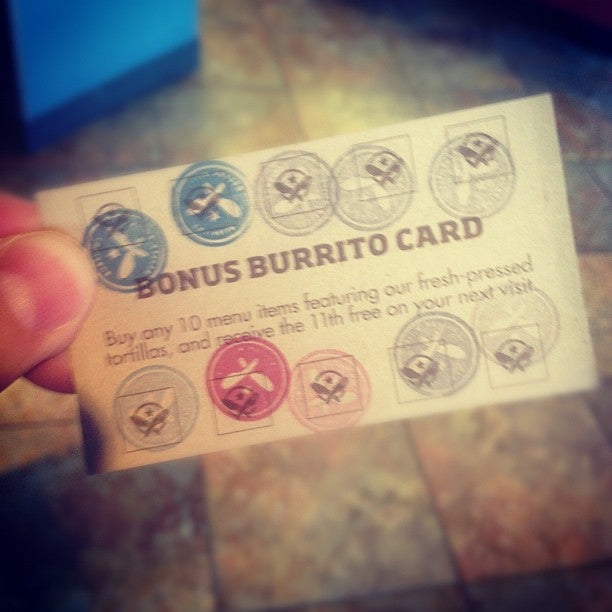 BONUS BURRITO CARD
Buy any 10 menu items featuring our fresh-pressed
tortillas, and receive the 11th free on your next visit.